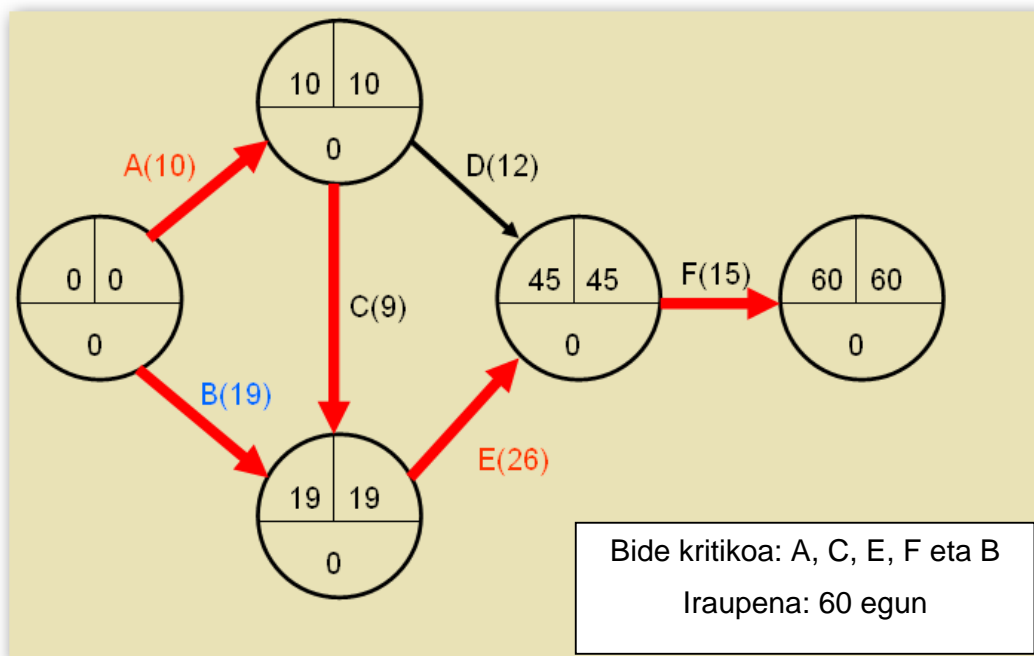 10 10
0
A(10)
D(12)
0 0
0
C(9)
45 45
0
F(15)
60 60
0
B(19)
E(26)
19 19
0
Bide kritikoa: A, C, E, F eta B
Iraupena: 60 egun